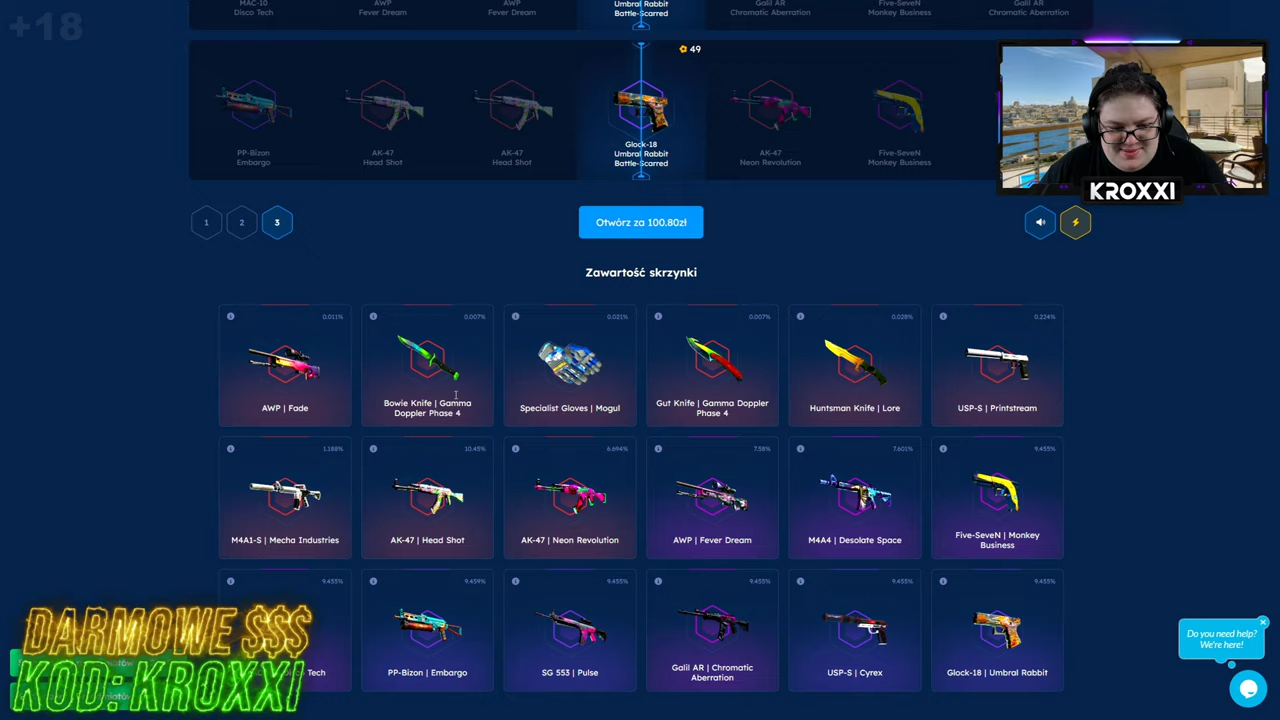 +18
MAC-10
Disco Tech
AWP
Fever Dream
AWP
Fever Dream
Umbral Rabbit
Battle-Scarred
Galil AR
Chromatic Aberration
Five-SeveN
Monkey Business
Galil AR
Chromatic Aberration
49
PP-Bizon
Embargo
AK-47
Head Shot
AK-47
Head Shot
Glock-18
Umbral Rabbit
Battle-Scarred
AK-47
Neon Revolution
Five-SeveN
Monkey Business
KROXXI
1
2
3
Otwórz za 100.80zł
Zawartość skrzynki
0.011%
AWP | Fade
0.007%
Bowie Knife | Gamma
Doppler Phase 4
0.021%
Specialist Gloves | Mogul
0.007%
Gut Knife | Gamma Doppler
Phase 4
0.028%
Huntsman Knife | Lore
0.224%
USP-S | Printstream
1.188%
M4A1-S | Mecha Industries
10.45%
AK-47 | Head Shot
6.694%
AK-47 | Neon Revolution
7.58%
AWP | Fever Dream
7.601%
M4A4 | Desolate Space
9.455%
Five-SeveN | Monkey
Business
9.455%
Tech
9.459%
PP-Bizon | Embargo
9.455%
SG 553 | Pulse
9.455%
Galil AR | Chromatic
Aberration
9.455%
USP-S | Cyrex
9.455%
Glock-18 | Umbral Rabbit
DARMOWE $$$
KOD: KROXXI
Do you need help?
We're here!